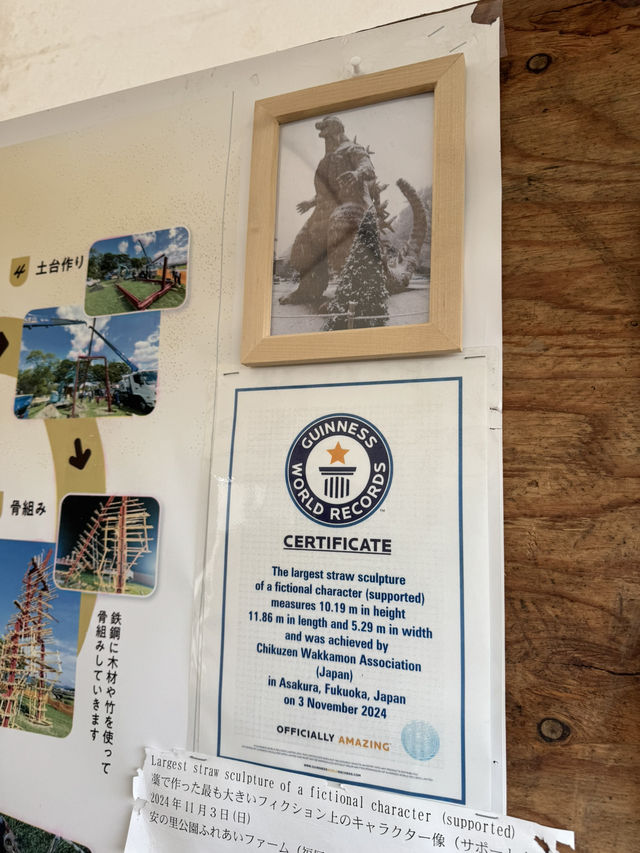 4 土台作り
骨組み
鉄鋼に木材や竹を使って
骨組みしていきます
GUINNESS
WORLD RECORDS
TM
CERTIFICATE
The largest straw sculpture
of a fictional character (supported)
measures 10.19 m in height
11.86 m in length and 5.29 m in width
and was achieved by
Chikuzen Wakkamon Association
(Japan)
in Asakura, Fukuoka, Japan
on 3 November 2024
OFFICIALLY AMAZING
Largest straw sculpture of a fictional character (supported)
藁で作った最も大きいフィクション上のキャラクター像(サポート
2024年11月3日(日)
安の里公園ふれあいファーム